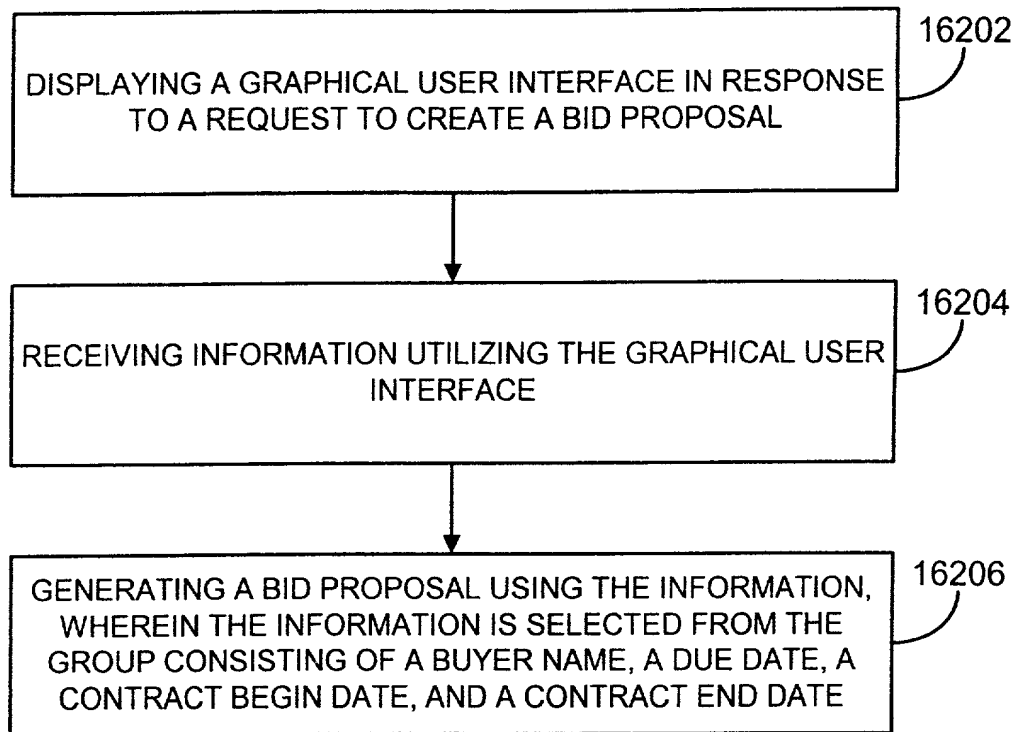 16202
DISPLAYING A GRAPHICAL USER INTERFACE IN RESPONSE
TO A REQUEST TO CREATE A BID PROPOSAL
16204
RECEIVING INFORMATION UTILIZING THE GRAPHICAL USER
INTERFACE
16206
GENERATING A BID PROPOSAL USING THE INFORMATION,
WHEREIN THE INFORMATION IS SELECTED FROM THE
GROUP CONSISTING OF A BUYER NAME, A DUE DATE, A
CONTRACT BEGIN DATE, AND A CONTRACT END DATE